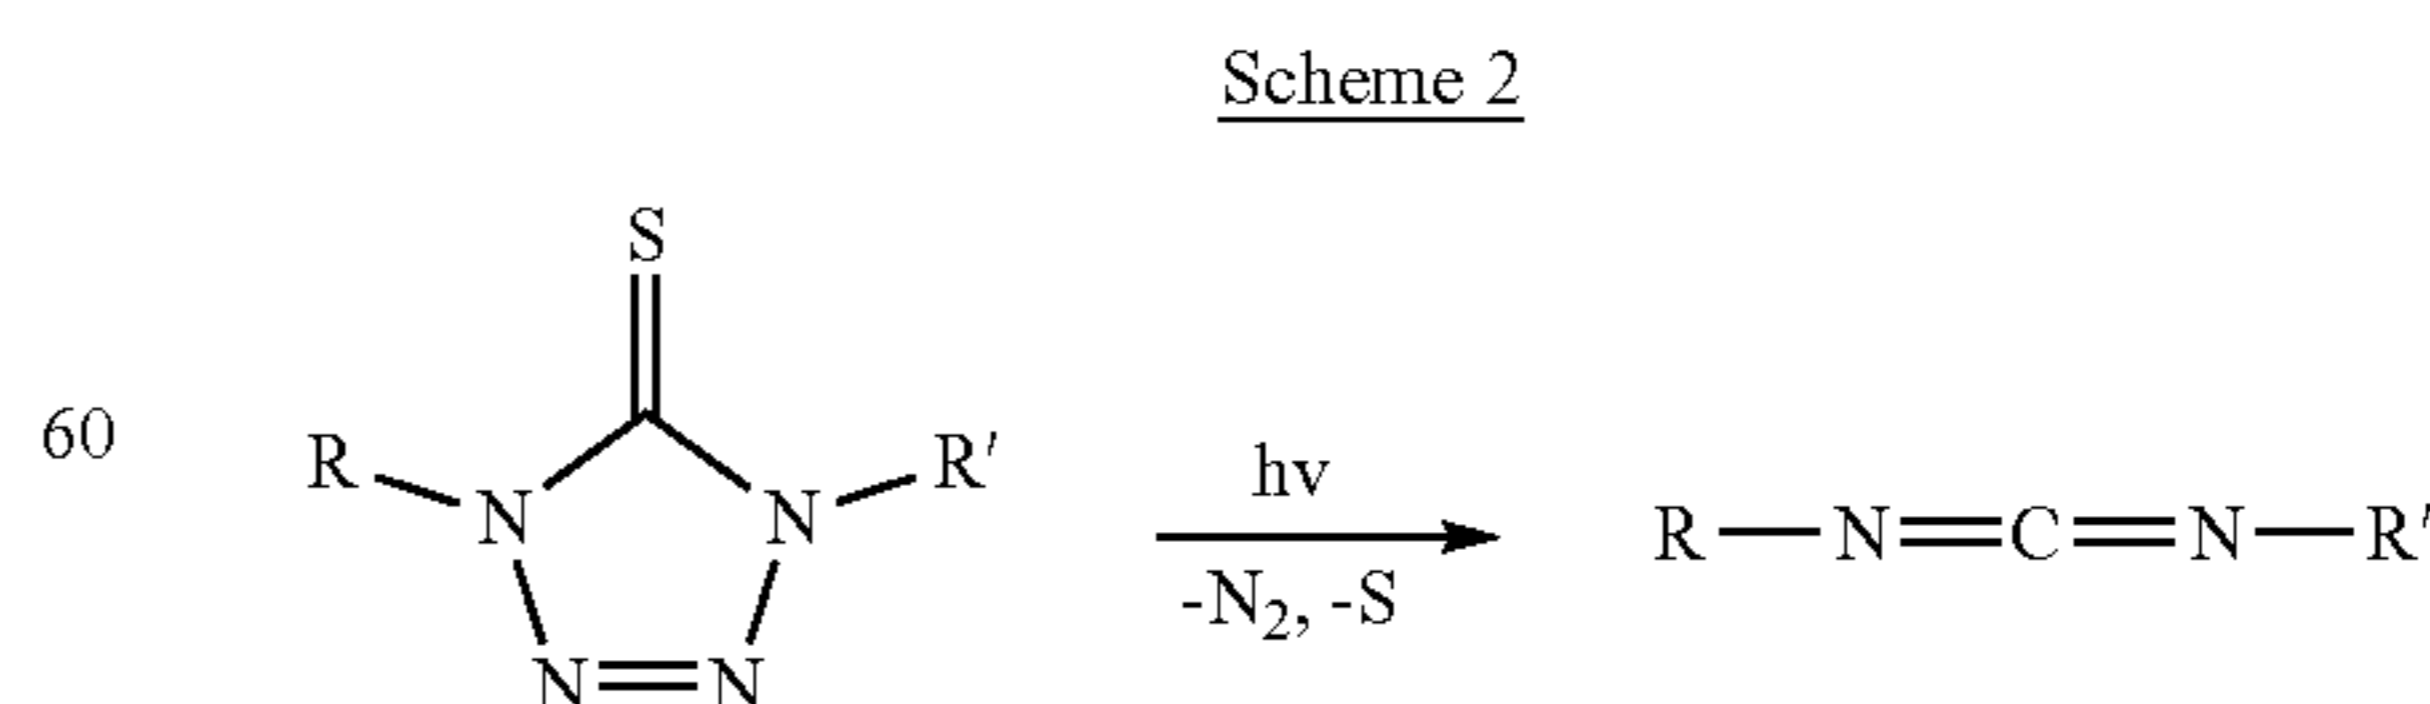 Scheme 2
S
60
R
R'
N
N
hv
R—N=C=N—R'
-N2, -S
N=N